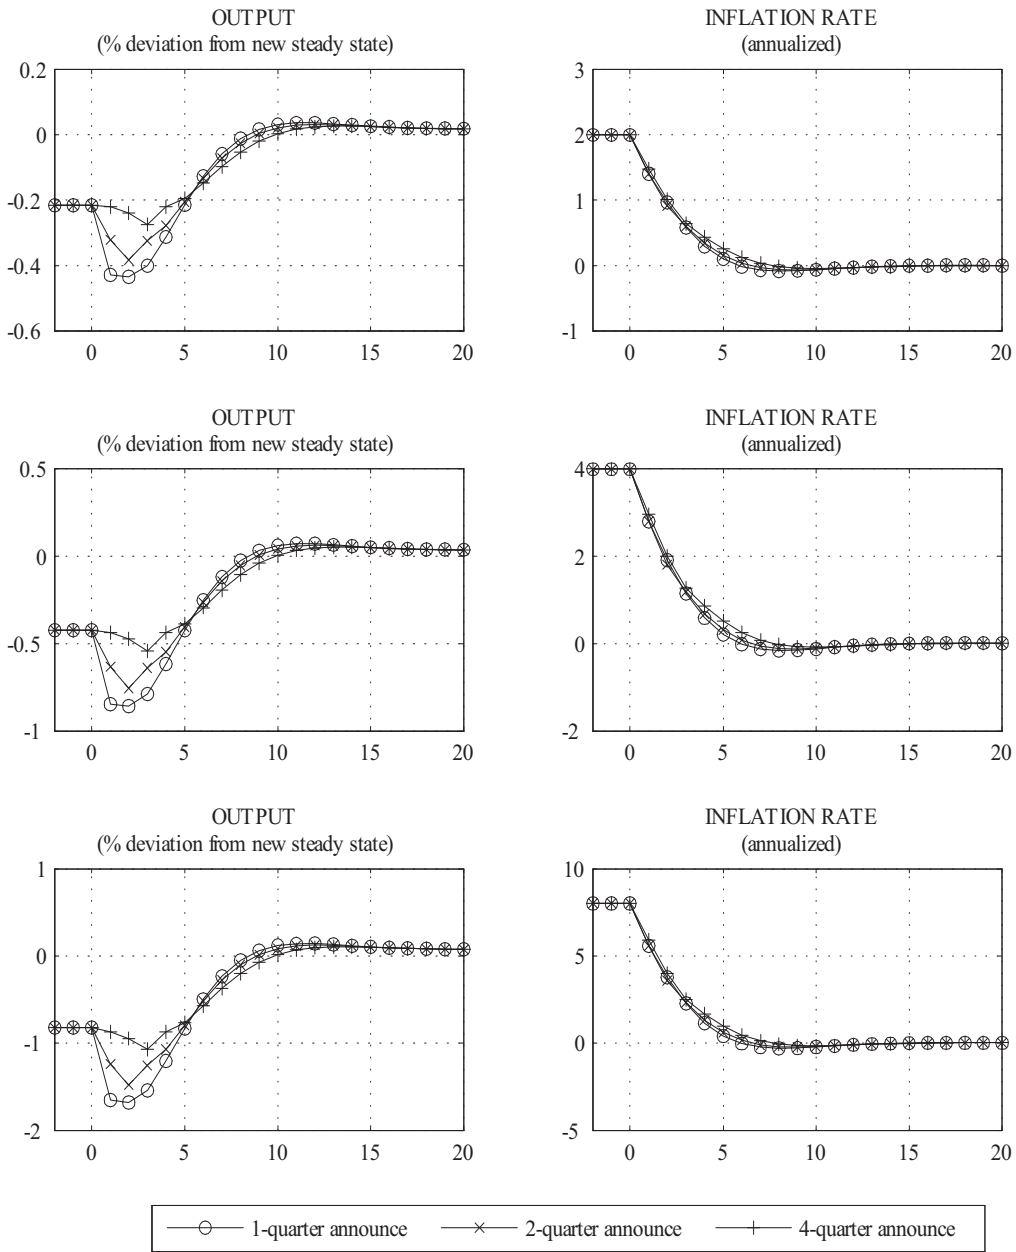 OUTPUT
(% deviation from new steady state)
0.2
0
-0.2
-0.4
-0.6
0 5 10 15 20
INFLATION RATE
(annualized)
3
2
1
0
-1
0 5 10 15 20
OUTPUT
(% deviation from new steady state)
0.5
0
-0.5
-1
0 5 10 15 20
INFLATION RATE
(annualized)
4
2
0
-2
0 5 10 15 20
OUTPUT
(% deviation from new steady state)
1
0
-1
-2
0 5 10 15 20
INFLATION RATE
(annualized)
10
5
0
-5
0 5 10 15 20
1-quarter announce 2-quarter announce 4-quarter announce